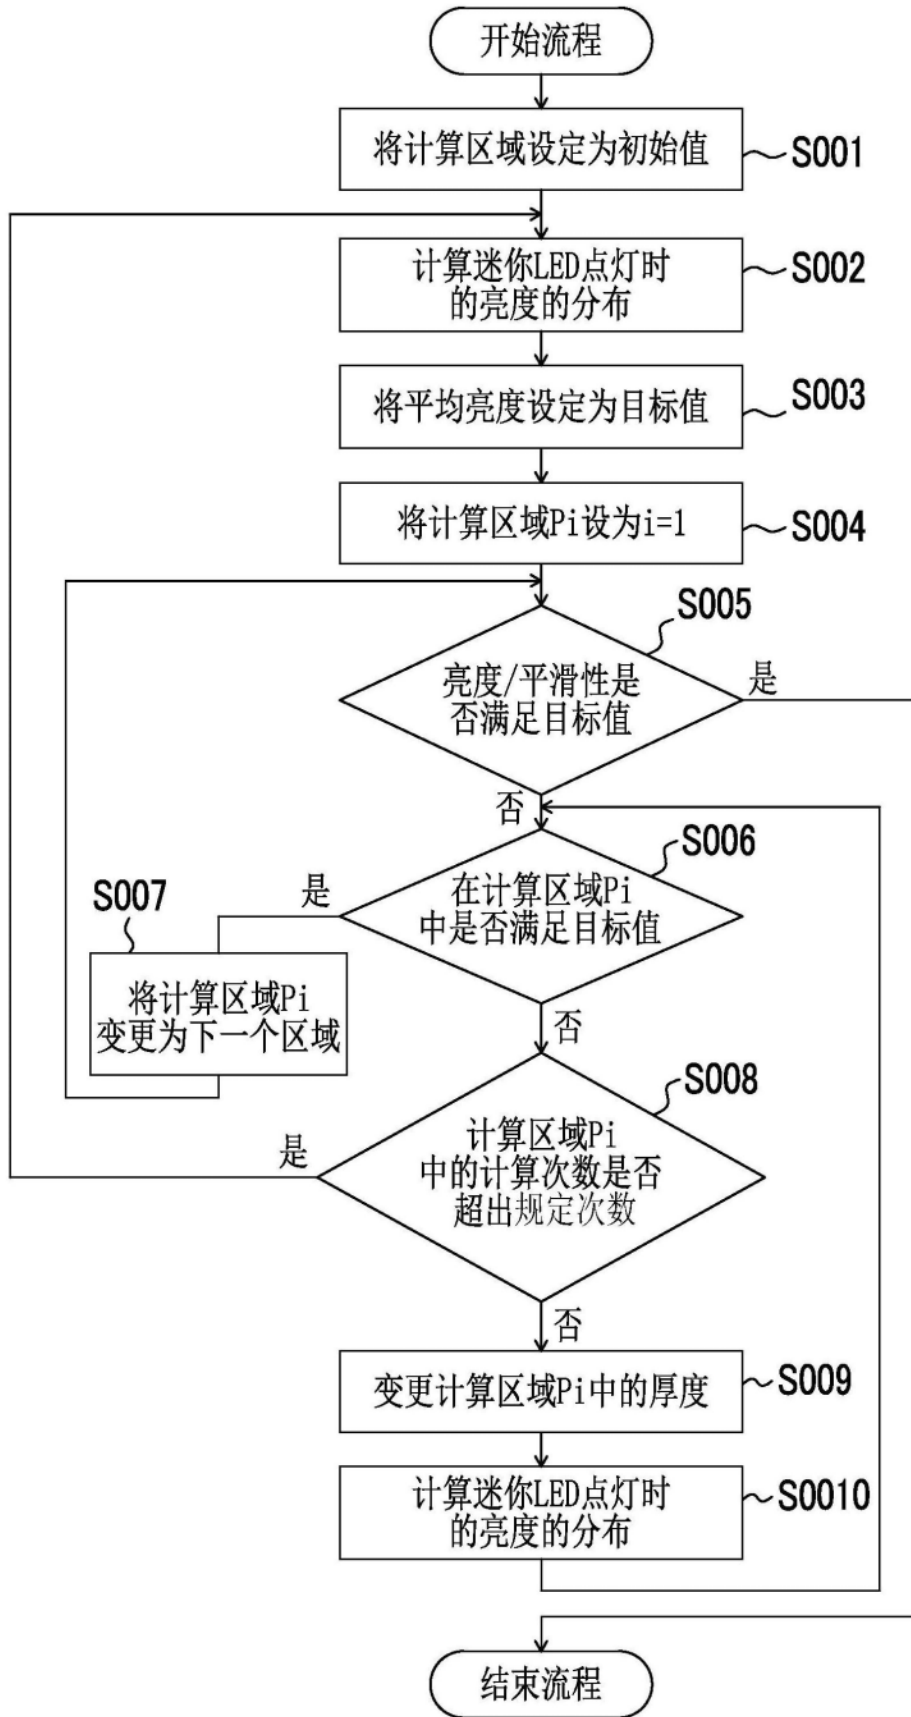 开始流程
将计算区域设定为初始值
S001
计算迷你LED点灯时
的亮度的分布
S002
将平均亮度设定为目标值
S003
将计算区域Pi设为i=1
S004
S005
亮度/平滑性是
否满足目标值
是
否
S006
在计算区域Pi
中是否满足目标值
是
S007
将计算区域Pi
变更为下一个区域
否
S008
计算区域Pi
中的计算次数是否
超出规定次数
是
否
变更计算区域Pi中的厚度
S009
计算迷你LED点灯时
的亮度的分布
S0010
结束流程